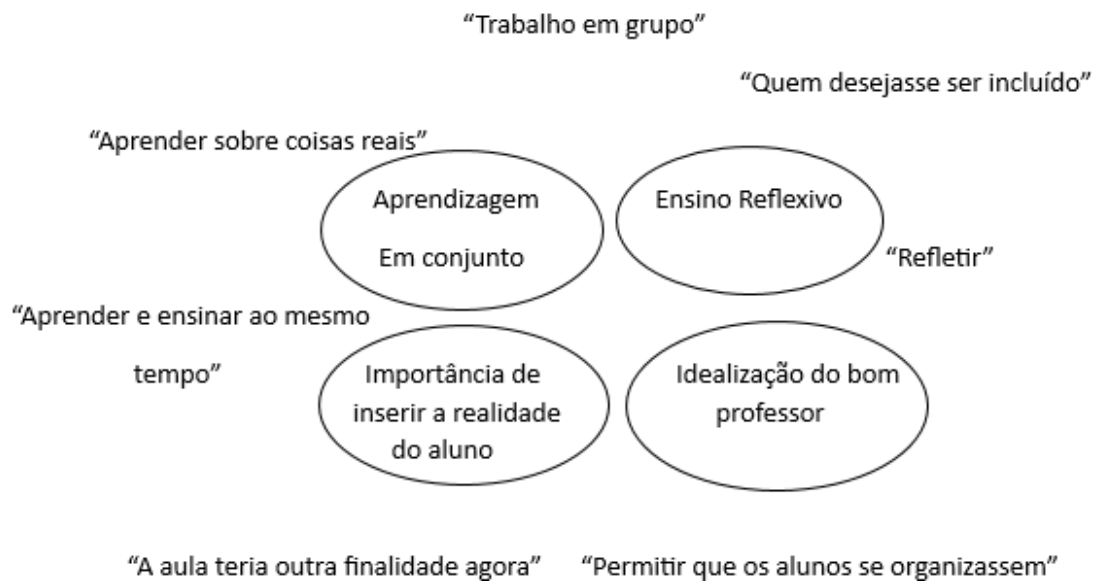 “Trabalho em grupo”
“Quem desejasse ser incluído”
“Aprender sobre coisas reais”
Aprendizagem
Em conjunto
Ensino Reflexivo
“Refletir”
“Aprender e ensinar ao mesmo
tempo”
Importância de
inserir a realidade
do aluno
Idealização do bom
professor
“A aula teria outra finalidade agora”
“Permitir que os alunos se organizassem”